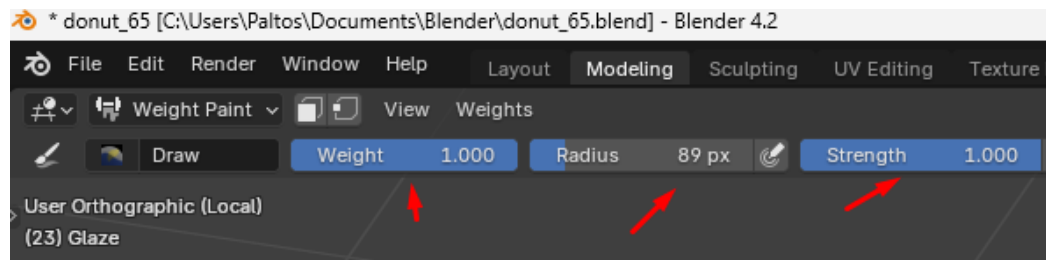 * donut_65 [C:\Users\Paltos\Documents\Blender\donut_65.blend] - Blender 4.2
File Edit Render Window Help Layout Modeling Sculpting UV Editing Texture
Weight Paint View Weights
Draw Weight 1.000 Radius 89 px Strength 1.000
User Orthographic (Local)
(23) Glaze